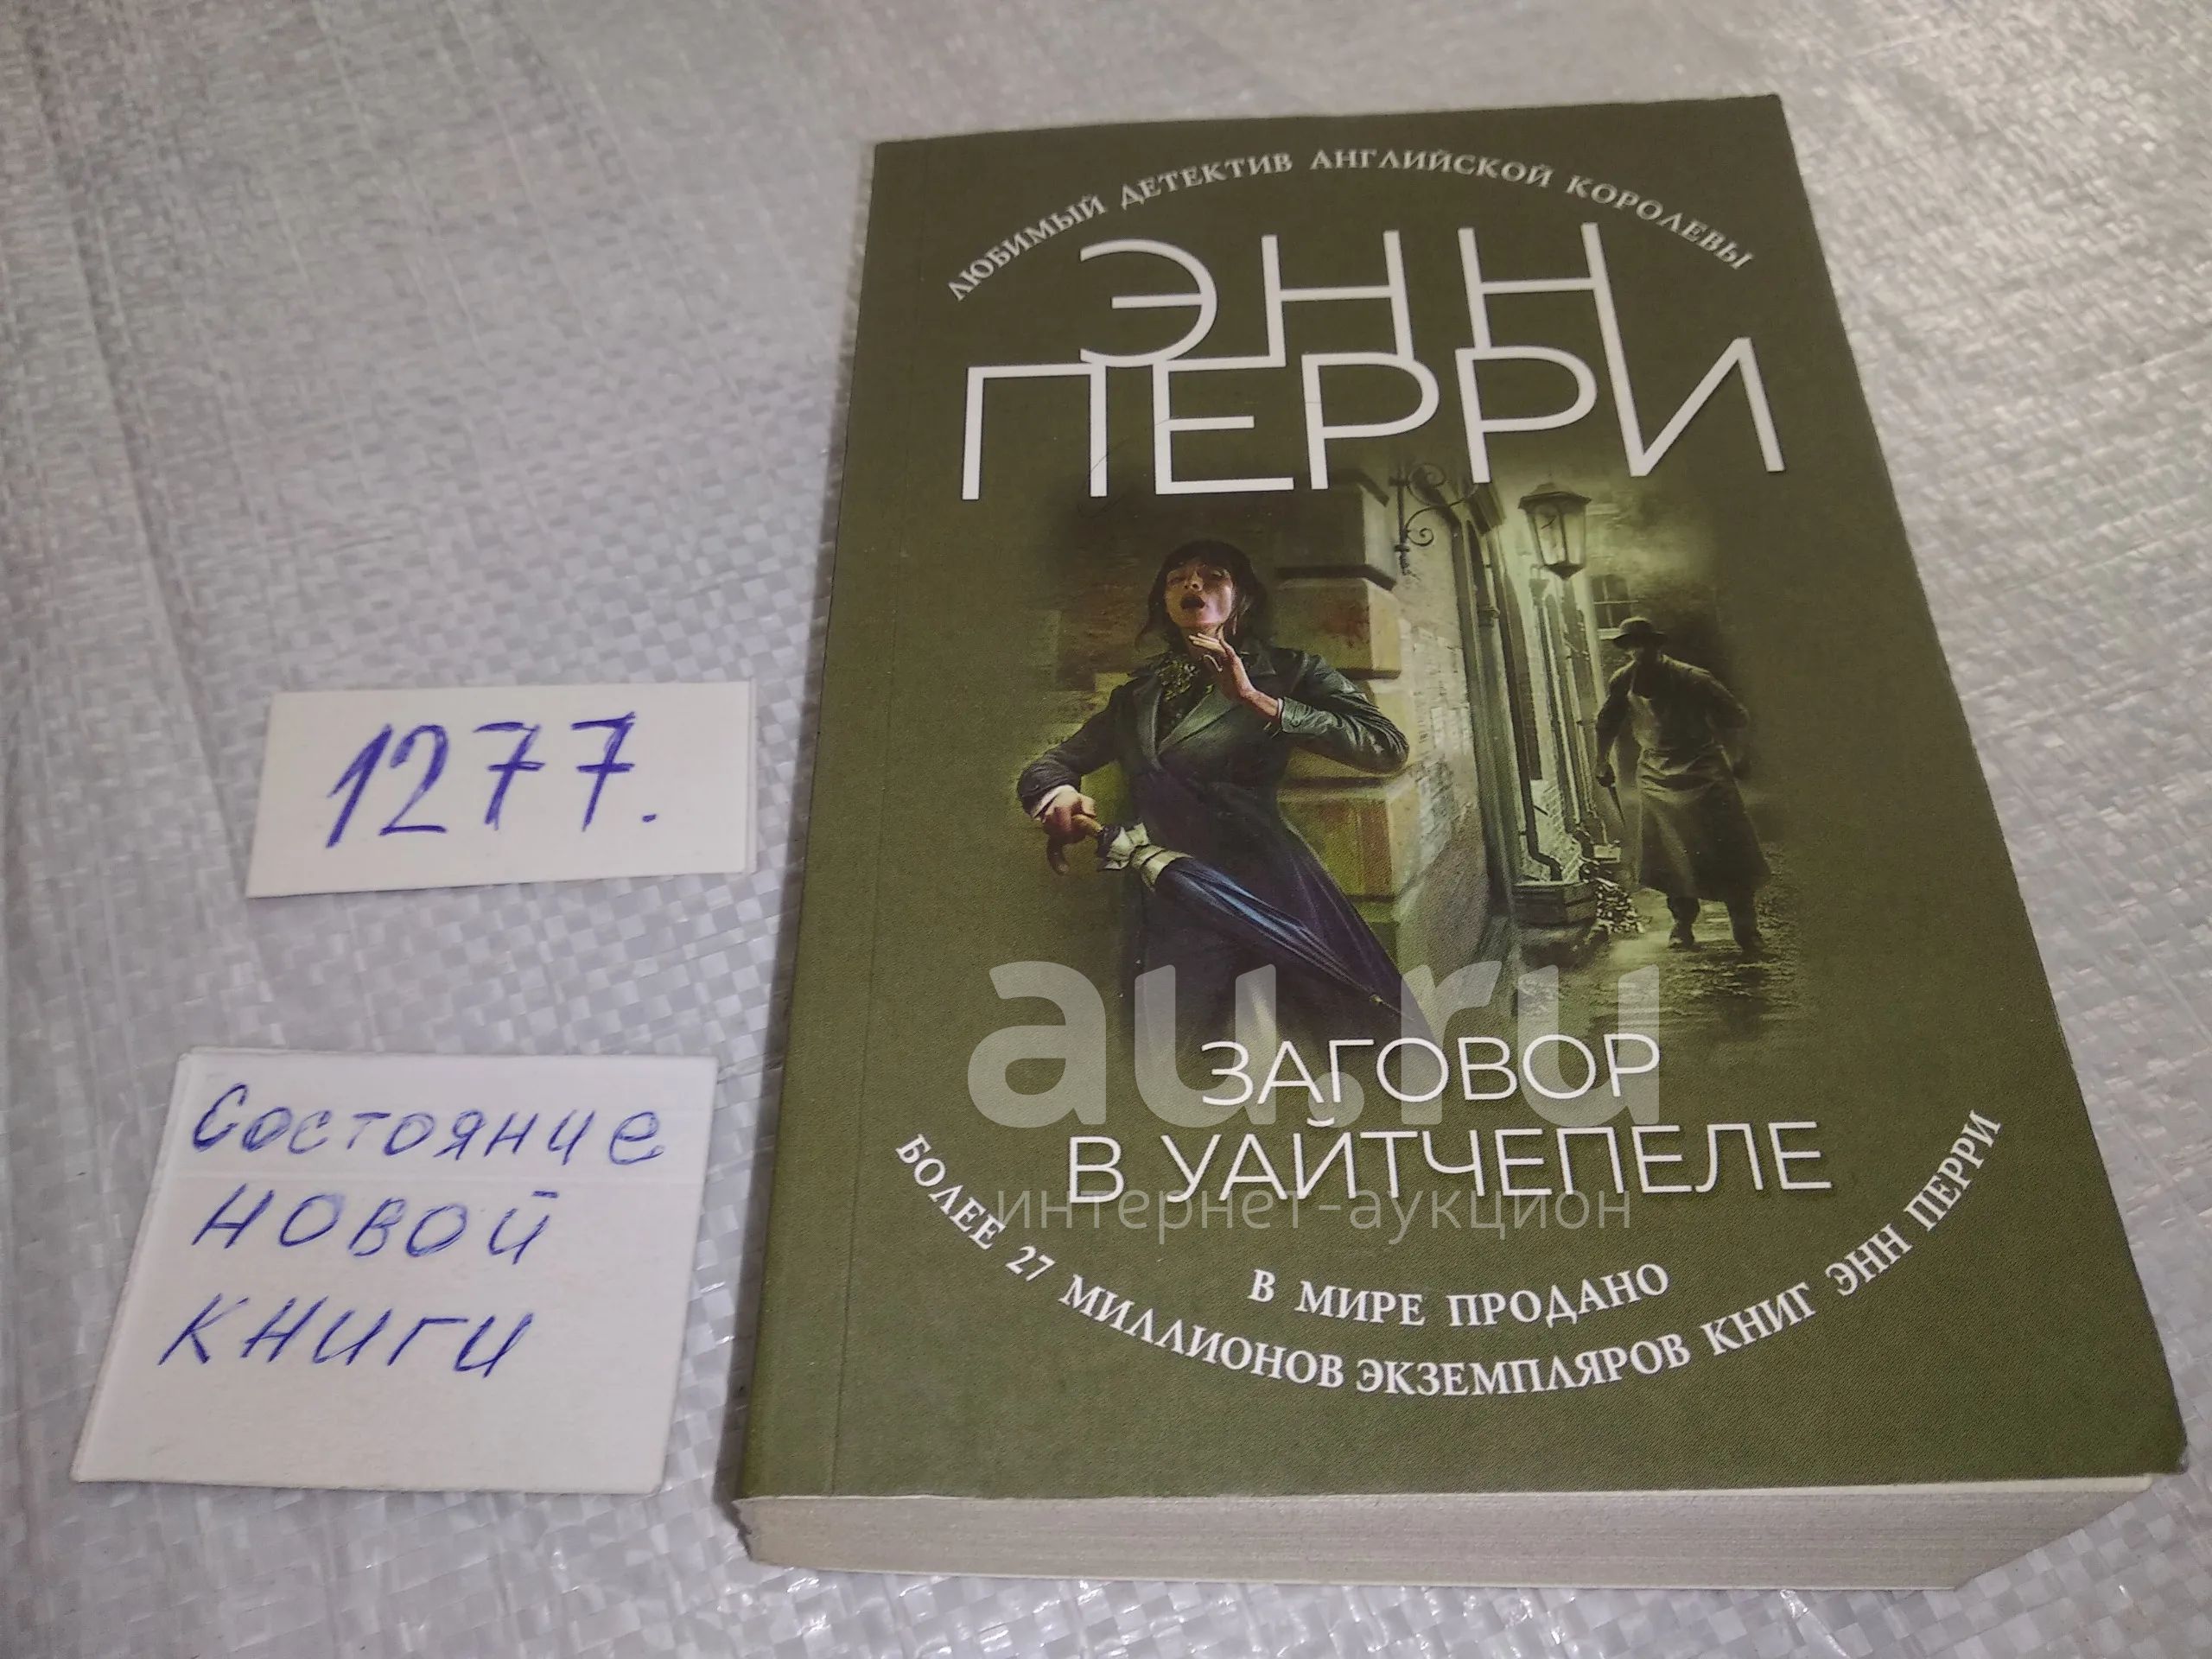 ЛЮБИМЫЙ ДЕТЕКТИВ АНГЛИЙСКОЙ КОРОЛЕВЫ
ЭНН
ПЕРРИ
1277.
Состояние
новой
книги
au.ru
ЗАГОВОР
В УАЙТЧЕПЕЛЕ
интернет-аукцион
В МИРЕ ПРОДАНО
БОЛЕЕ 27 МИЛЛИОНОВ ЭКЗЕМПЛЯРОВ КНИГ ЭНН ПЕРРИ